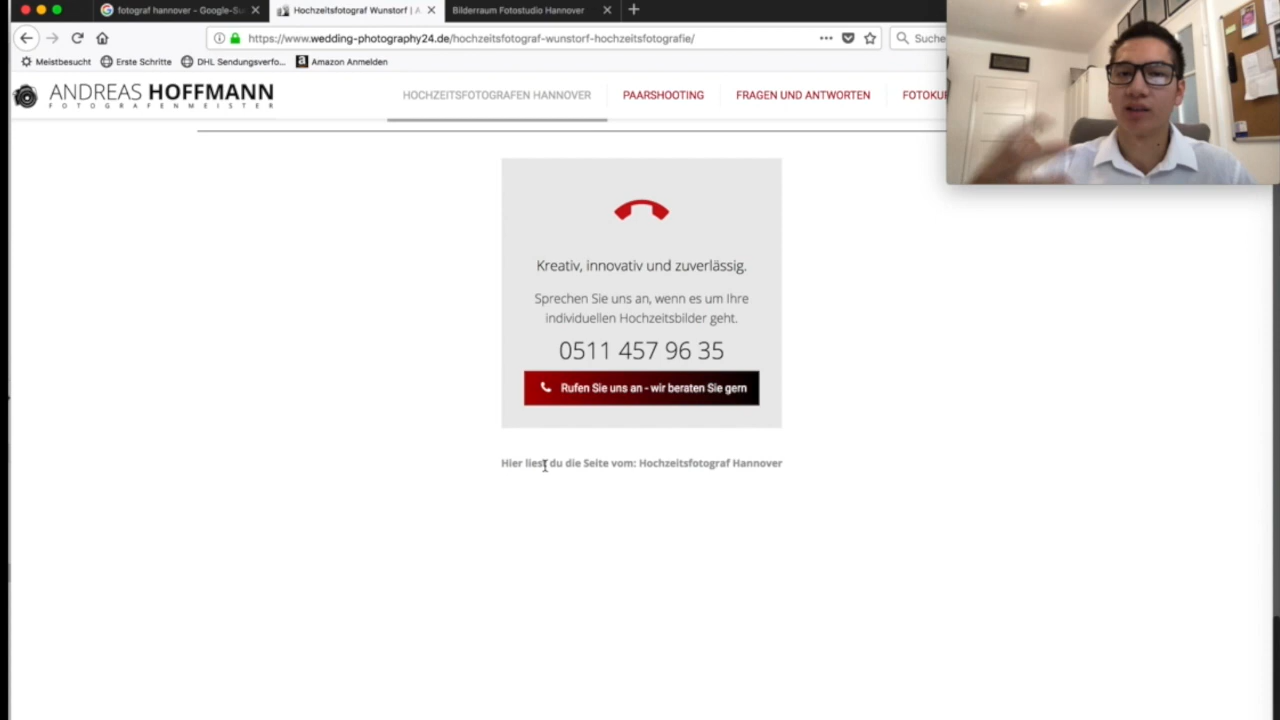 fotograf hannover - Google-Su
Hochzeitsfotograf Wunstorf | A
Bilderraum Fotostudio Hannover
https://www.wedding-photography24.de/hochzeitsfotograf-wunstorf-hochzeitsfotografie/
Suche
Meistbesucht
Erste Schritte
DHL Sendungsverfo...
Amazon Anmelden
ANDREAS HOFFMANN
FOTOGRAFENMEISTER
HOCHZEITSFOTOGRAFEN HANNOVER
PAARSHOOTING
FRAGEN UND ANTWORTEN
FOTOKUR
Kreativ, innovativ und zuverlässig.
Sprechen Sie uns an, wenn es um Ihre
individuellen Hochzeitsbilder geht.
0511 457 96 35
Rufen Sie uns an - wir beraten Sie gern
Hier liest du die Seite vom: Hochzeitsfotograf Hannover